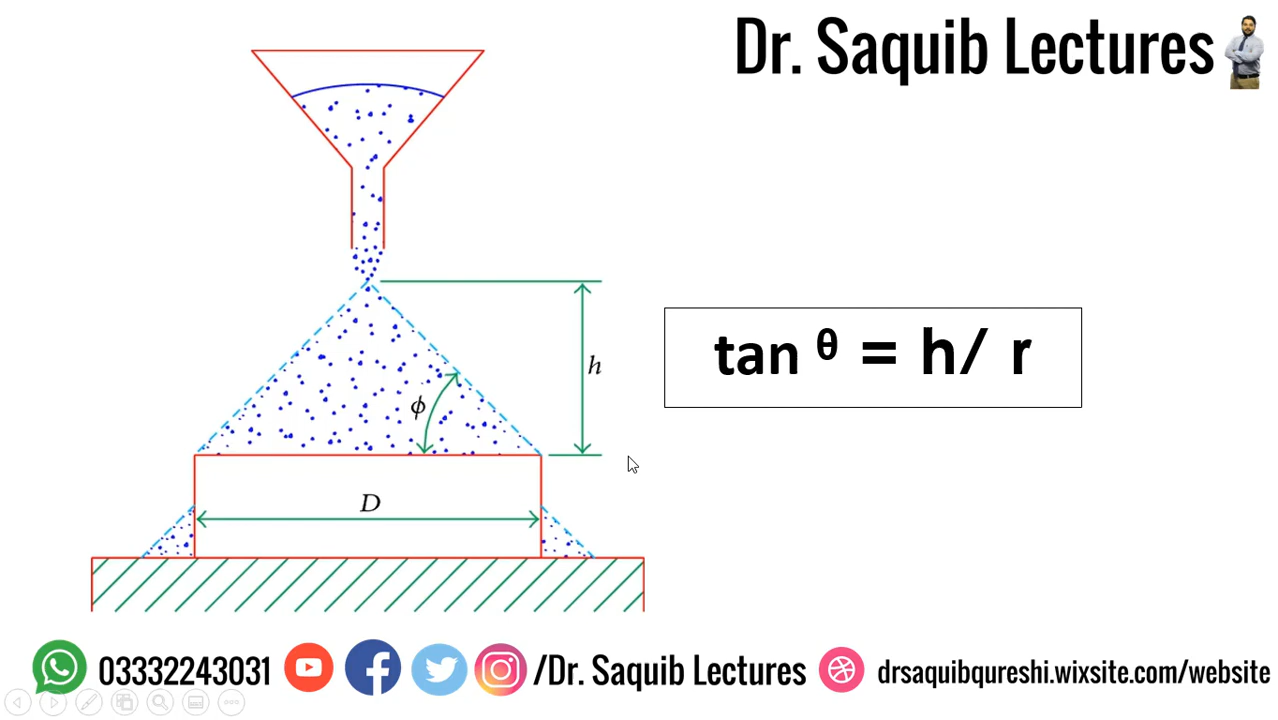 Dr. Saquib Lectures
h
tan θ = h/ r
ϕ
D
03332243031
/Dr. Saquib Lectures
drsaquibqureshi.wixsite.com/website